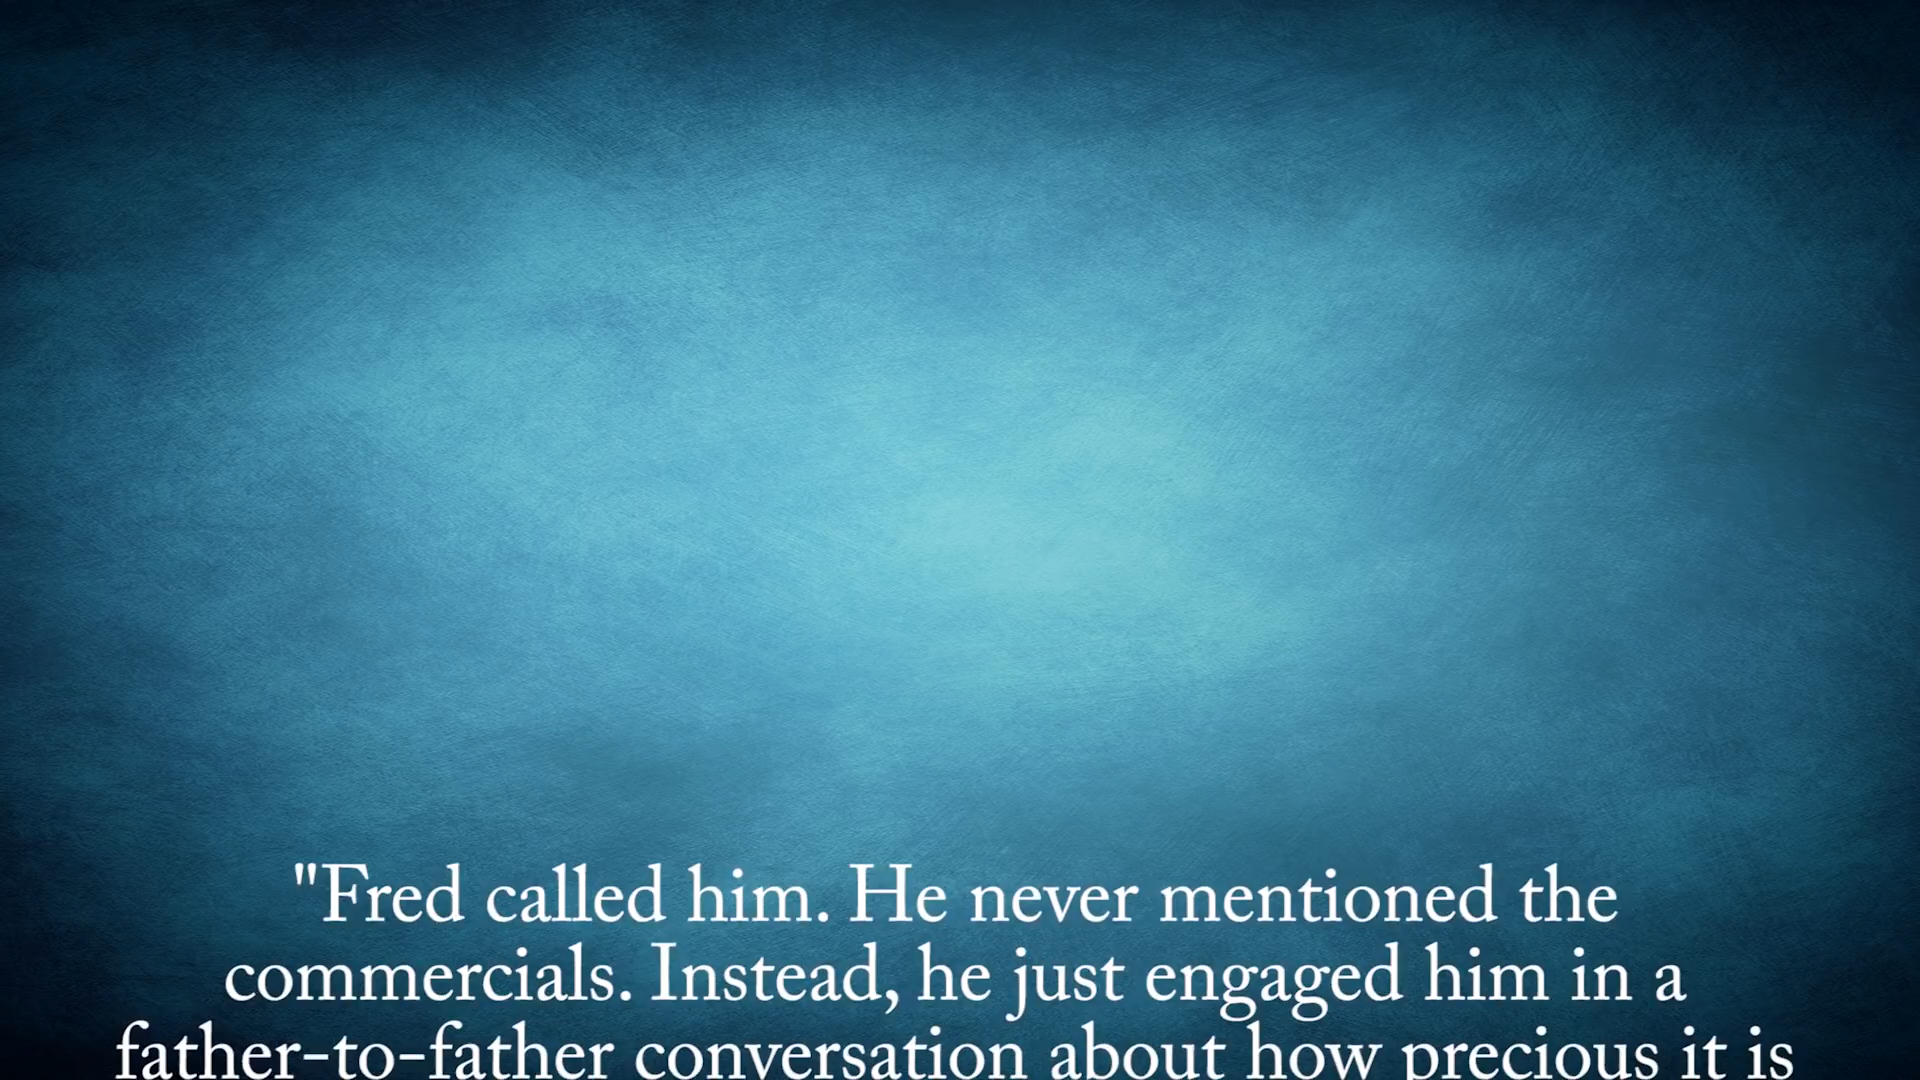 "Fred called him. He never mentioned the
commercials. Instead, he just engaged him in a
father-to-father conversation about how precious it is